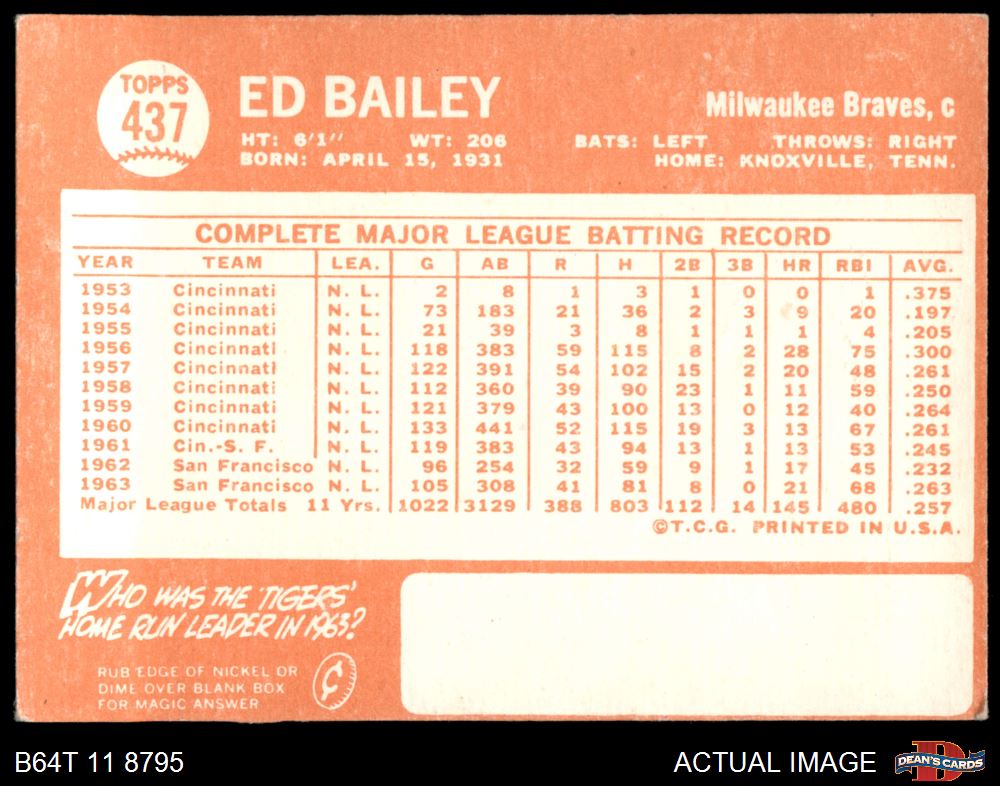 TOPPS
437
ED BAILEY
Milwaukee Braves, c
HT: 6'1" WT: 206 BATS: LEFT THROWS: RIGHT
BORN: APRIL 15, 1931 HOME: KNOXVILLE, TENN.
COMPLETE MAJOR LEAGUE BATTING RECORD
YEAR TEAM LEA. G AB R H 2B 3B HR RBI AVG.
1953 Cincinnati N. L. 2 8 1 3 1 0 0 1 .375
1954 Cincinnati N. L. 73 183 21 36 2 3 9 20 .197
1955 Cincinnati N. L. 21 39 3 8 1 1 1 4 .205
1956 Cincinnati N. L. 118 383 59 115 8 2 28 75 .300
1957 Cincinnati N. L. 122 391 54 102 15 2 20 48 .261
1958 Cincinnati N. L. 112 360 39 90 23 1 11 59 .250
1959 Cincinnati N. L. 121 379 43 100 13 0 12 40 .264
1960 Cincinnati N. L. 133 441 52 115 19 3 13 67 .261
1961 Cin.-S. F. N. L. 119 383 43 94 13 1 13 53 .245
1962 San Francisco N. L. 96 254 32 59 9 1 17 45 .232
1963 San Francisco N. L. 105 308 41 81 8 0 21 68 .263
Major League Totals 11 Yrs. 1022 3129 388 803 112 14 145 480 .257
©T.C.G. PRINTED IN U.S.A.
WHO WAS THE TIGERS'
HOME RUN LEADER IN 1963?
RUB EDGE OF NICKEL OR
DIME OVER BLANK BOX
FOR MAGIC ANSWER
¢
B64T 11 8795
ACTUAL IMAGE
D
DEAN'S CARDS